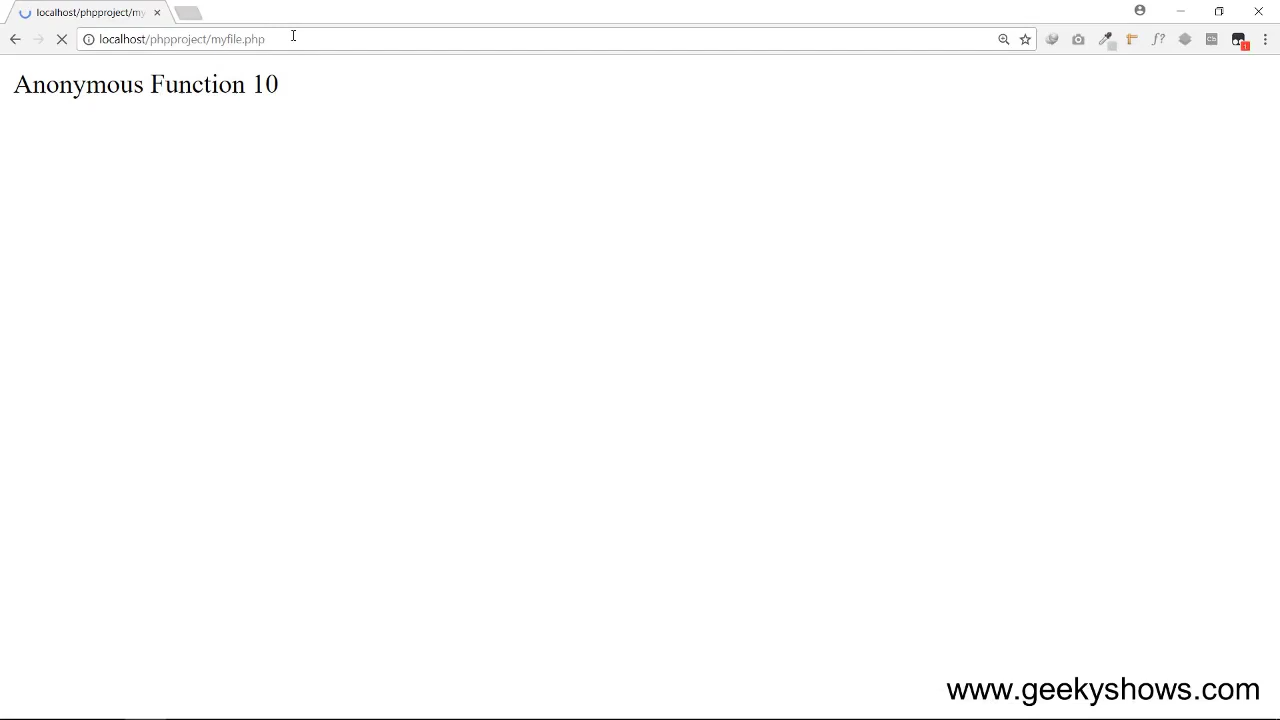 localhost/phpproject/my
localhost/phpproject/myfile.php
Anonymous Function 10
www.geekyshows.com